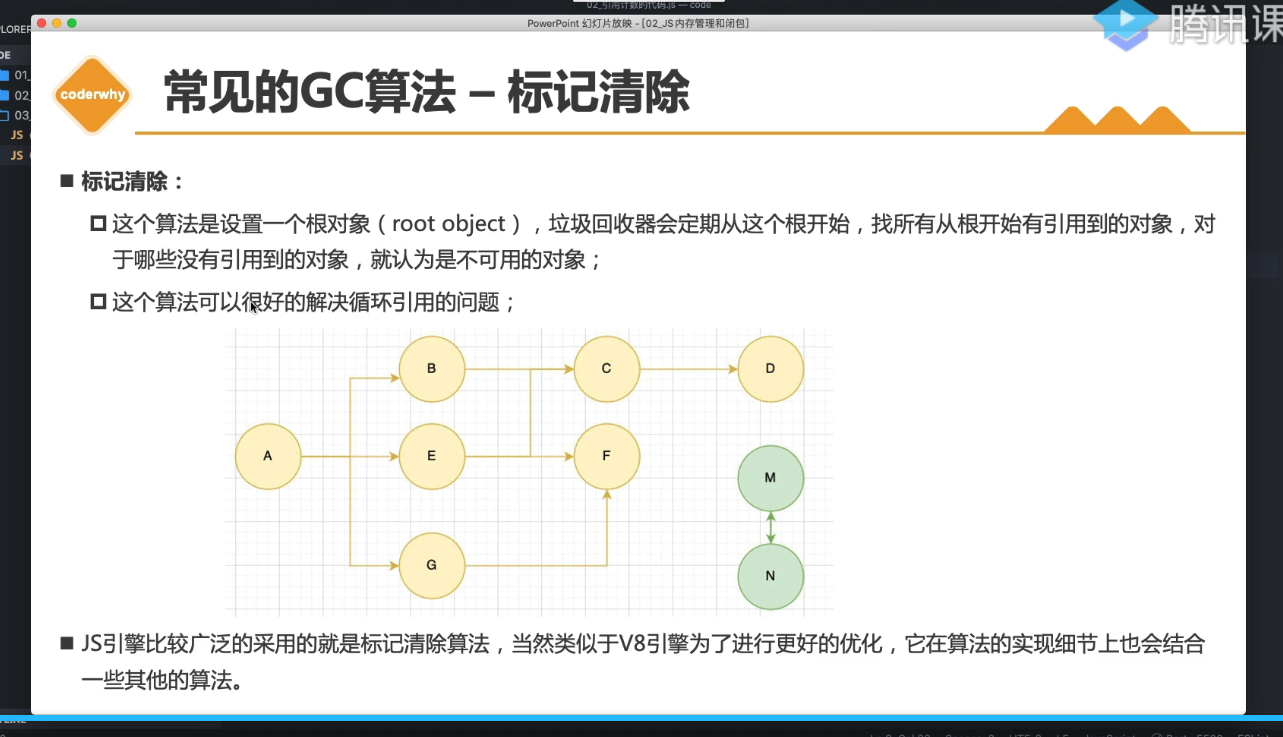 02_引用计数的代码.js — code
PowerPoint 幻灯片放映 - [02_JS内存管理和闭包]
腾讯课
coderwhy
常见的GC算法 – 标记清除
01_
02_
03_
JS
JS
标记清除：
这个算法是设置一个根对象（root object），垃圾回收器会定期从这个根开始，找所有从根开始有引用到的对象，对
于哪些没有引用到的对象，就认为是不可用的对象；
这个算法可以很好的解决循环引用的问题；
B
C
D
A
E
F
M
G
N
JS引擎比较广泛的采用的就是标记清除算法，当然类似于V8引擎为了进行更好的优化，它在算法的实现细节上也会结合
一些其他的算法。